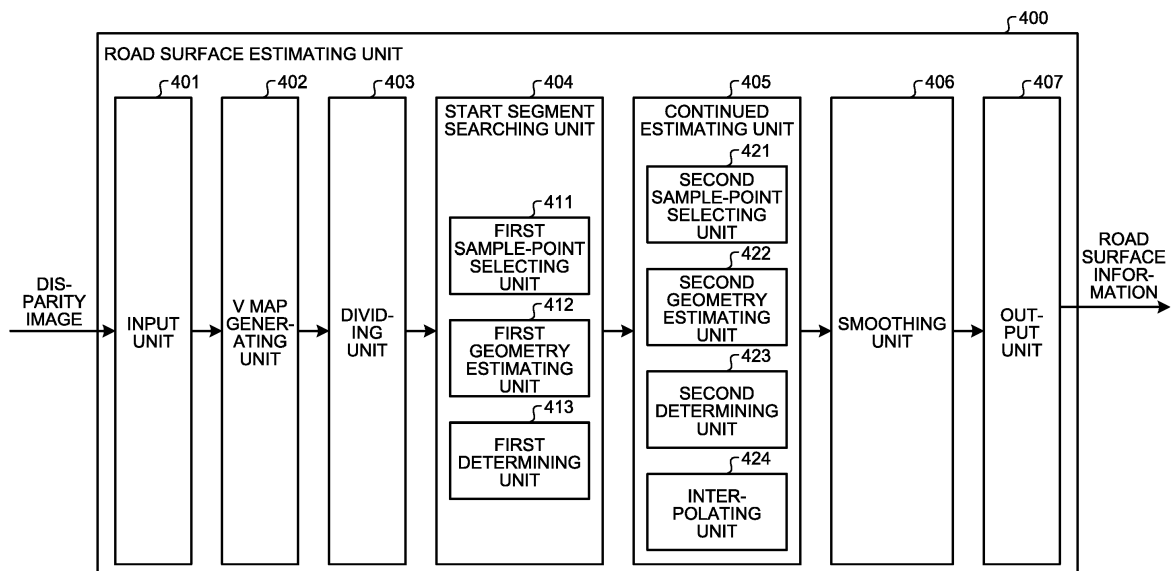 400
ROAD SURFACE ESTIMATING UNIT
401
402
403
404
405
406
407
DIS-
PARITY
IMAGE
INPUT
UNIT
V MAP
GENER-
ATING
UNIT
DIVID-
ING
UNIT
START SEGMENT
SEARCHING UNIT
411
FIRST
SAMPLE-POINT
SELECTING
UNIT
412
FIRST
GEOMETRY
ESTIMATING
UNIT
413
FIRST
DETERMINING
UNIT
CONTINUED
ESTIMATING UNIT
421
SECOND
SAMPLE-POINT
SELECTING
UNIT
422
SECOND
GEOMETRY
ESTIMATING
UNIT
423
SECOND
DETERMINING
UNIT
424
INTER-
POLATING
UNIT
SMOOTHING
UNIT
OUT-
PUT
UNIT
ROAD
SURFACE
INFOR-
MATION